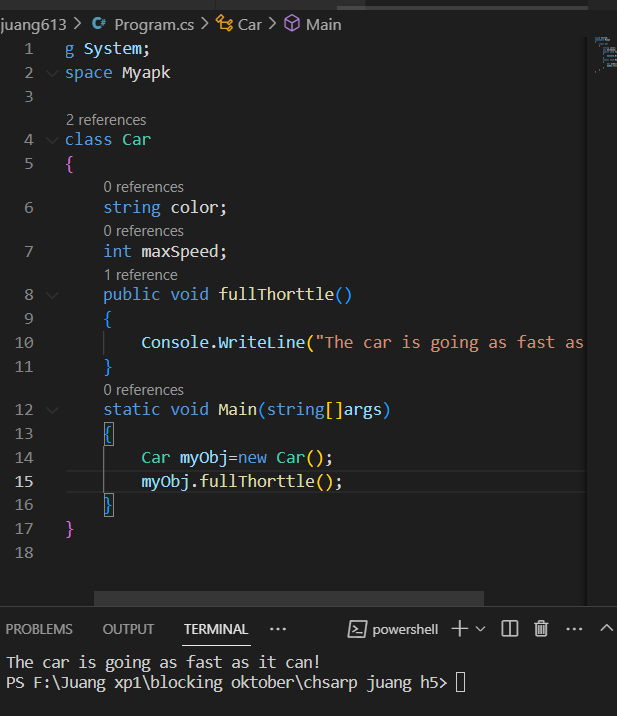 juang613 > C# Program.cs > Car > Main
1 g System;
2 space Myapk
3
2 references
4 class Car
5 {
0 references
6 string color;
0 references
7 int maxSpeed;
1 reference
8 public void fullThorttle()
9 {
10 Console.WriteLine("The car is going as fast as
11 }
0 references
12 static void Main(string[]args)
13 {
14 Car myObj=new Car();
15 myObj.fullThorttle();
16 }
17 }
18
PROBLEMS OUTPUT TERMINAL ··· powershell
The car is going as fast as it can!
PS F:\Juang xp1\blocking oktober\chsarp juang h5>